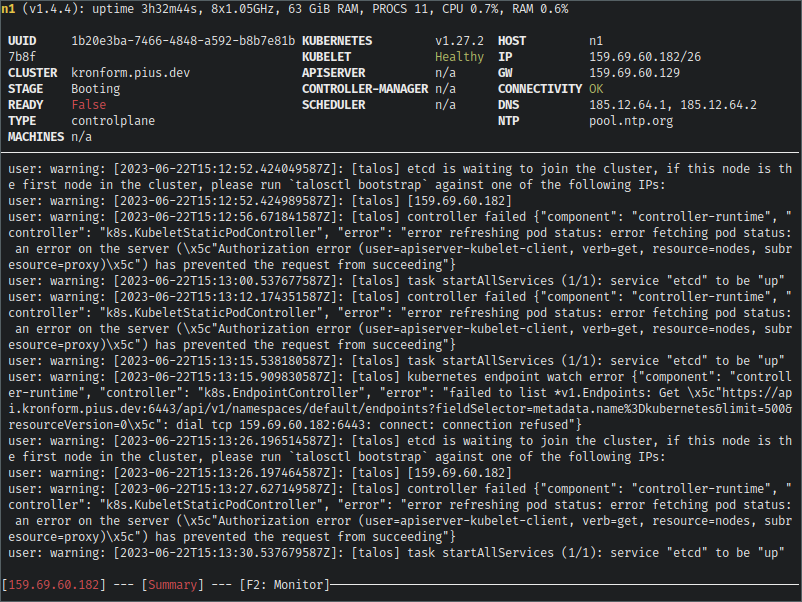 n1 (v1.4.4): uptime 3h32m44s, 8x1.05GHz, 63 GiB RAM, PROCS 11, CPU 0.7%, RAM 0.6%
UUID 1b20e3ba-7466-4848-a592-b8b7e81b KUBERNETES v1.27.2 HOST n1
7b8f KUBELET Healthy IP 159.69.60.182/26
CLUSTER kronform.pius.dev APISERVER n/a GW 159.69.60.129
STAGE Booting CONTROLLER-MANAGER n/a CONNECTIVITY OK
READY False SCHEDULER n/a DNS 185.12.64.1, 185.12.64.2
TYPE controlplane NTP pool.ntp.org
MACHINES n/a
user: warning: [2023-06-22T15:12:52.424049587Z]: [talos] etcd is waiting to join the cluster, if this node is th
e first node in the cluster, please run `talosctl bootstrap` against one of the following IPs:
user: warning: [2023-06-22T15:12:52.424989587Z]: [talos] [159.69.60.182]
user: warning: [2023-06-22T15:12:56.671841587Z]: [talos] controller failed {"component": "controller-runtime", "
controller": "k8s.KubeletStaticPodController", "error": "error refreshing pod status: error fetching pod status:
an error on the server (\x5c"Authorization error (user=apiserver-kubelet-client, verb=get, resource=nodes, subr
esource=proxy)\x5c") has prevented the request from succeeding"}
user: warning: [2023-06-22T15:13:00.537677587Z]: [talos] task startAllServices (1/1): service "etcd" to be "up"
user: warning: [2023-06-22T15:13:12.174351587Z]: [talos] controller failed {"component": "controller-runtime", "
controller": "k8s.KubeletStaticPodController", "error": "error refreshing pod status: error fetching pod status:
an error on the server (\x5c"Authorization error (user=apiserver-kubelet-client, verb=get, resource=nodes, subr
esource=proxy)\x5c") has prevented the request from succeeding"}
user: warning: [2023-06-22T15:13:15.538180587Z]: [talos] task startAllServices (1/1): service "etcd" to be "up"
user: warning: [2023-06-22T15:13:15.909830587Z]: [talos] kubernetes endpoint watch error {"component": "controll
er-runtime", "controller": "k8s.EndpointController", "error": "failed to list *v1.Endpoints: Get \x5c"https://ap
i.kronform.pius.dev:6443/api/v1/namespaces/default/endpoints?fieldSelector=metadata.name%3Dkubernetes&limit=500&
resourceVersion=0\x5c": dial tcp 159.69.60.182:6443: connect: connection refused"}
user: warning: [2023-06-22T15:13:26.196514587Z]: [talos] etcd is waiting to join the cluster, if this node is th
e first node in the cluster, please run `talosctl bootstrap` against one of the following IPs:
user: warning: [2023-06-22T15:13:26.197464587Z]: [talos] [159.69.60.182]
user: warning: [2023-06-22T15:13:27.627149587Z]: [talos] controller failed {"component": "controller-runtime", "
controller": "k8s.KubeletStaticPodController", "error": "error refreshing pod status: error fetching pod status:
an error on the server (\x5c"Authorization error (user=apiserver-kubelet-client, verb=get, resource=nodes, subr
esource=proxy)\x5c") has prevented the request from succeeding"}
user: warning: [2023-06-22T15:13:30.537679587Z]: [talos] task startAllServices (1/1): service "etcd" to be "up"
[159.69.60.182] --- [Summary] --- [F2: Monitor]